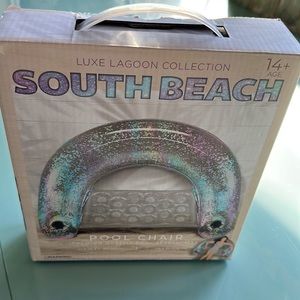 LUXE LAGOON COLLECTION
14+
AGE
SOUTH BEACH
POOL CHAIR